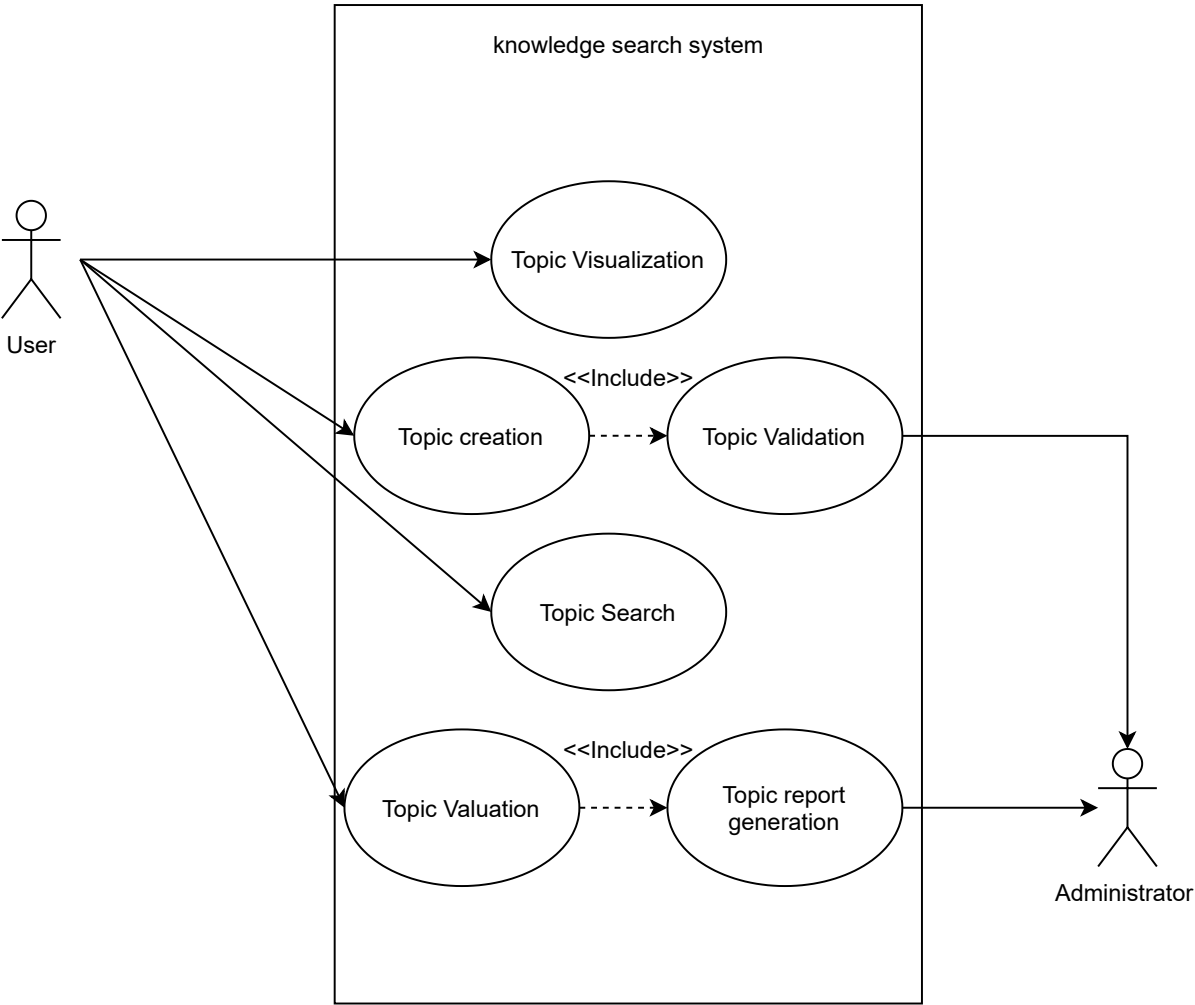 knowledge search system
Topic Visualization
User
<<Include>>
Topic creation
Topic Validation
Topic Search
<<Include>>
Topic Valuation
Topic report
generation
Administrator